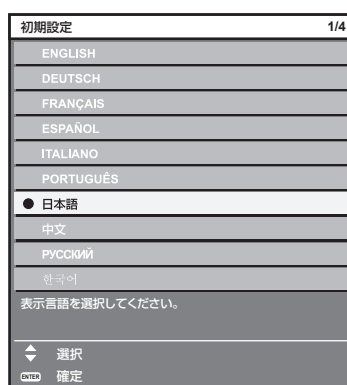 初期設定 1/4
ENGLISH
DEUTSCH
FRANÇAIS
ESPAÑOL
ITALIANO
PORTUGUÊS
日本語
中文
РУССКИЙ
한국어
表示言語を選択してください。
選択
ENTER 確定